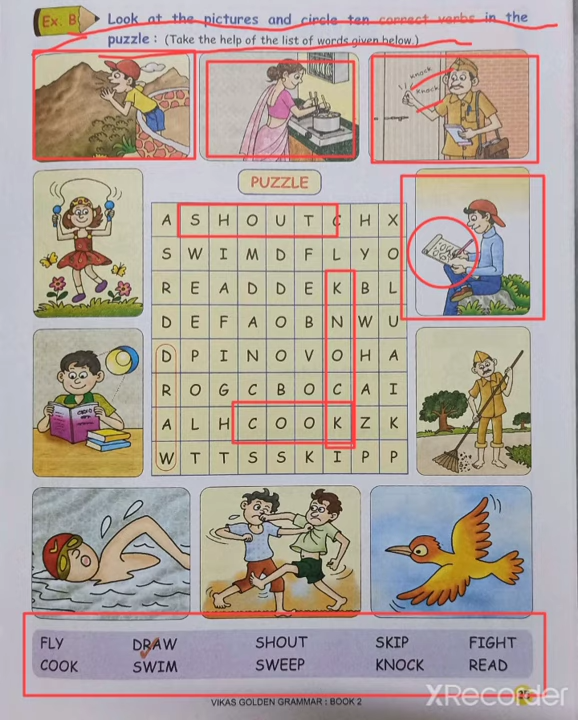 Ex. B Look at the pictures and circle ten correct verbs in the
puzzle : (Take the help of the list of words given below.)
knock
knock
PUZZLE
A S H O U T C H X
S W I M D F L Y O
R E A D D E K B L
D E F A O B N W U
D P I N O V O H A
R O G C B O C A I
A L H C O O K Z K
W T T S S K I P P
FLY DRAW SHOUT SKIP FIGHT
COOK SWIM SWEEP KNOCK READ
VIKAS GOLDEN GRAMMAR : BOOK 2
XRecorder